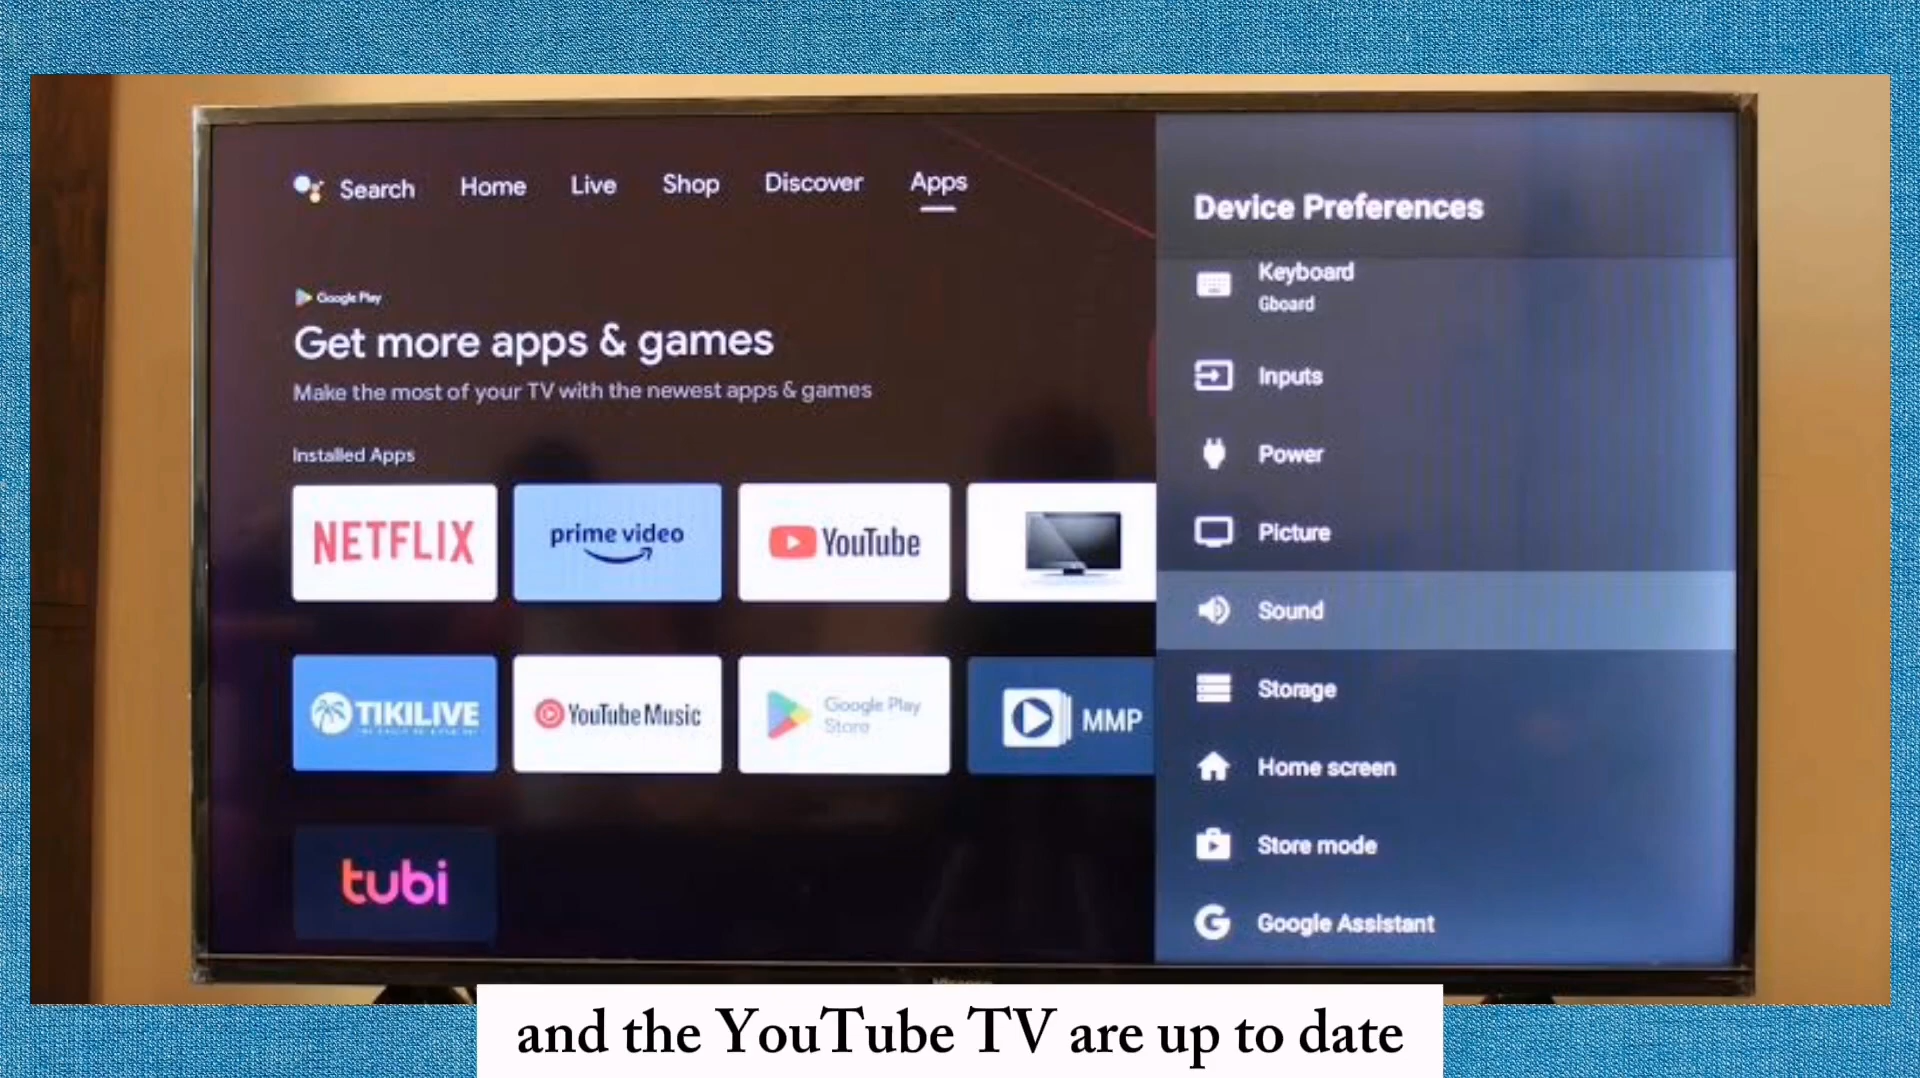 Search Home Live Shop Discover Apps
Google Play
Get more apps & games
Make the most of your TV with the newest apps & games
Installed Apps
NETFLIX
prime video
YouTube
TIKILIVE
YouTube Music
Google Play
Store
MMP
tubi
Device Preferences
Keyboard
Gboard
Inputs
Power
Picture
Sound
Storage
Home screen
Store mode
Google Assistant
and the YouTube TV are up to date